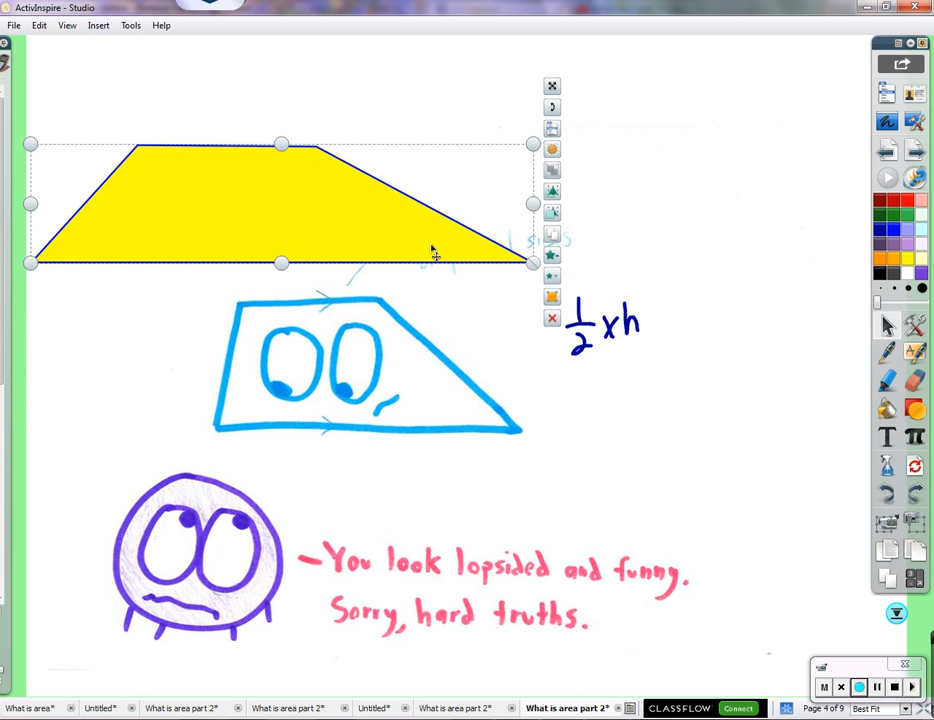 ActivInspire - Studio
File Edit View Insert Tools Help
½ x h
You look lopsided and funny.
Sorry, hard truths.
M
What is area* Untitled* What is area part 2* What is area part 2* Untitled* What is area part 2* What is area part 2* CLASSFLOW Connect Page 4 of 9 Best Fit